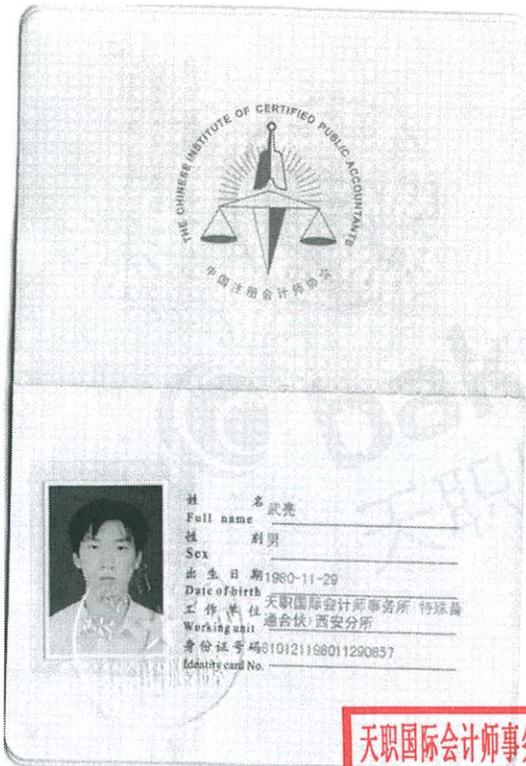 THE CHINESE INSTITUTE OF CERTIFIED PUBLIC ACCOUNTANTS
中国注册会计师协会
姓 名 武亮
Full name
性 别 男
Sex
出生日期 1980-11-29
Date of birth
工作单位 天职国际会计师事务所(特殊普
Working unit 通合伙)西安分所
身份证号码 610121198011290857
Identity card No.
天职国际会计师事务